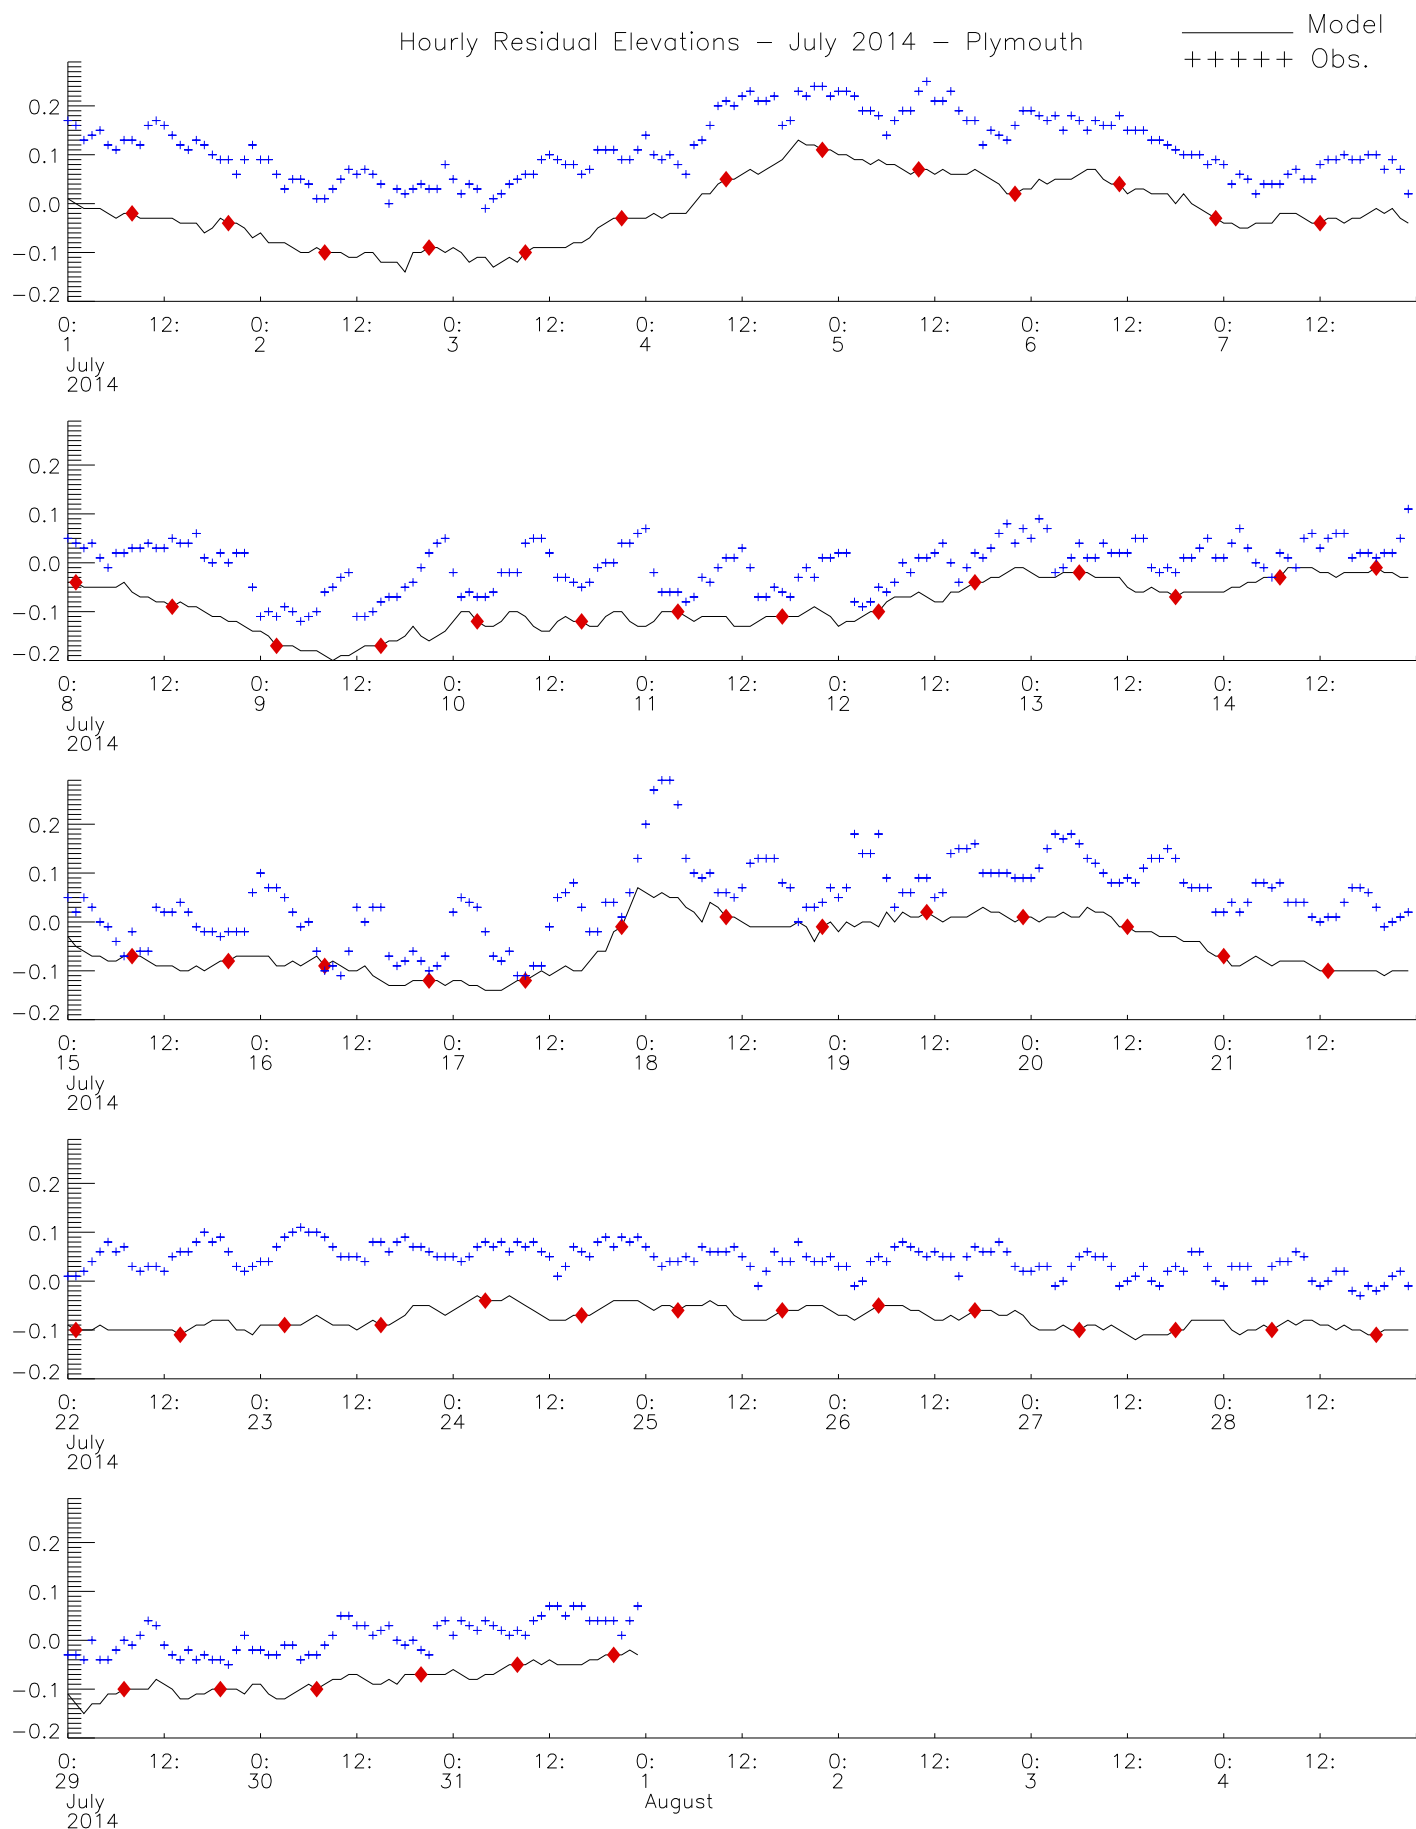 Model
Hourly Residual Elevations – July 2014 – Plymouth
+++++ Obs.
0.2
0.1
0.0
−0.1
−0.2
0: 12: 0: 12: 0: 12: 0: 12: 0: 12: 0: 12: 0: 12:
1 2 3 4 5 6 7
July
2014
0.2
0.1
0.0
−0.1
−0.2
0: 12: 0: 12: 0: 12: 0: 12: 0: 12: 0: 12: 0: 12:
8 9 10 11 12 13 14
July
2014
0.2
0.1
0.0
−0.1
−0.2
0: 12: 0: 12: 0: 12: 0: 12: 0: 12: 0: 12: 0: 12:
15 16 17 18 19 20 21
July
2014
0.2
0.1
0.0
−0.1
−0.2
0: 12: 0: 12: 0: 12: 0: 12: 0: 12: 0: 12: 0: 12:
22 23 24 25 26 27 28
July
2014
0.2
0.1
0.0
−0.1
−0.2
0: 12: 0: 12: 0: 12: 0: 12: 0: 12: 0: 12: 0: 12:
29 30 31 1 2 3 4
July August
2014